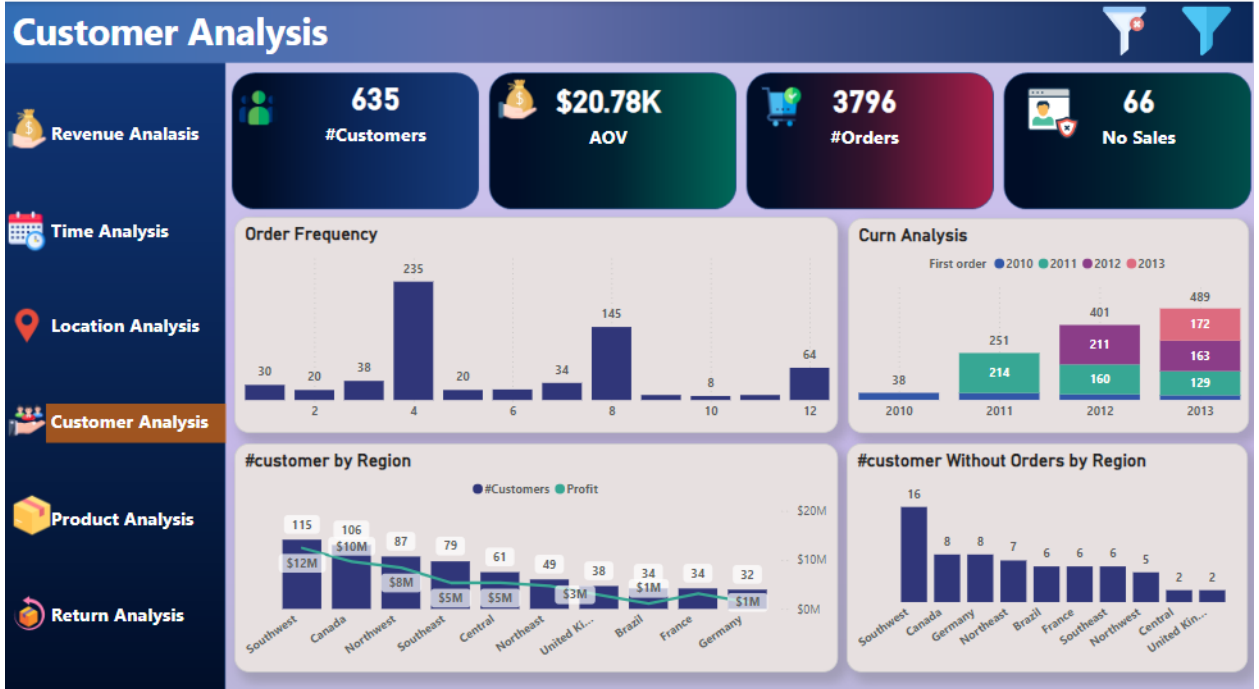 Customer Analysis
Revenue Analasis
Time Analysis
Location Analysis
Customer Analysis
Product Analysis
Return Analysis
635
#Customers
$20.78K
AOV
3796
#Orders
66
No Sales
Order Frequency
235
145
64
30
20
38
20
34
8
2
4
6
8
10
12
Curn Analysis
First order 2010 2011 2012 2013
38
251
214
401
211
160
489
172
163
129
2010
2011
2012
2013
#customer by Region
#Customers Profit
115
106
87
79
61
49
38
34
34
32
$12M
$10M
$8M
$5M
$5M
$3M
$1M
$1M
$20M
$10M
$0M
Southwest
Canada
Northwest
Southeast
Central
Northeast
United Ki...
Brazil
France
Germany
#customer Without Orders by Region
16
8
8
7
6
6
6
5
2
2
Southwest
Canada
Germany
Northeast
Brazil
France
Southeast
Northwest
Central
United Kin...